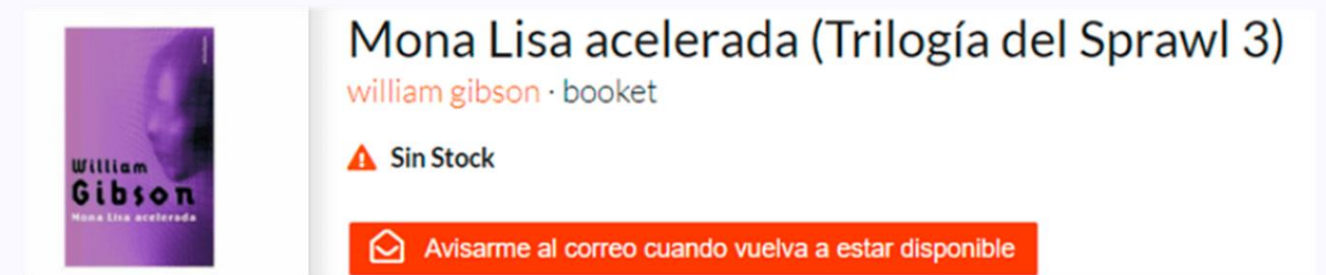 Mona Lisa acelerada (Trilogía del Sprawl 3)
william gibson · booket
Sin Stock
Avisarme al correo cuando vuelva a estar disponible
William
Gibson
Mona Lisa acelerada